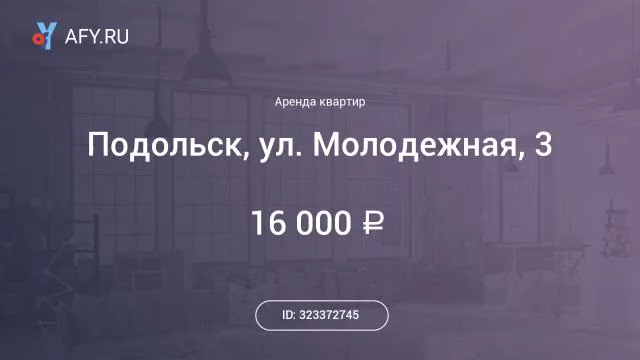 AFY.RU
Аренда квартир
Подольск, ул. Молодежная, 3
16 000 ₽
ID: 323372745